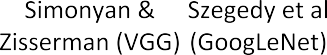 Simonyan & Szegedy et al
Zisserman (VGG) (GoogLeNet)